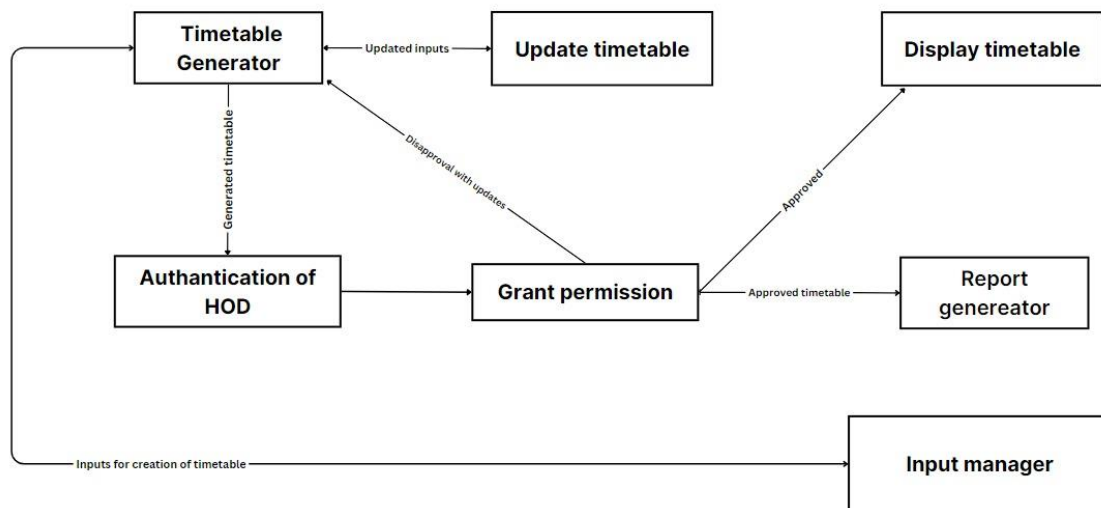 Timetable
Generator
Updated inputs
Update timetable
Display timetable
Generated timetable
Disapproval with updates
Approved
Authantication of
HOD
Grant permission
Approved timetable
Report
genereator
Inputs for creation of timetable
Input manager